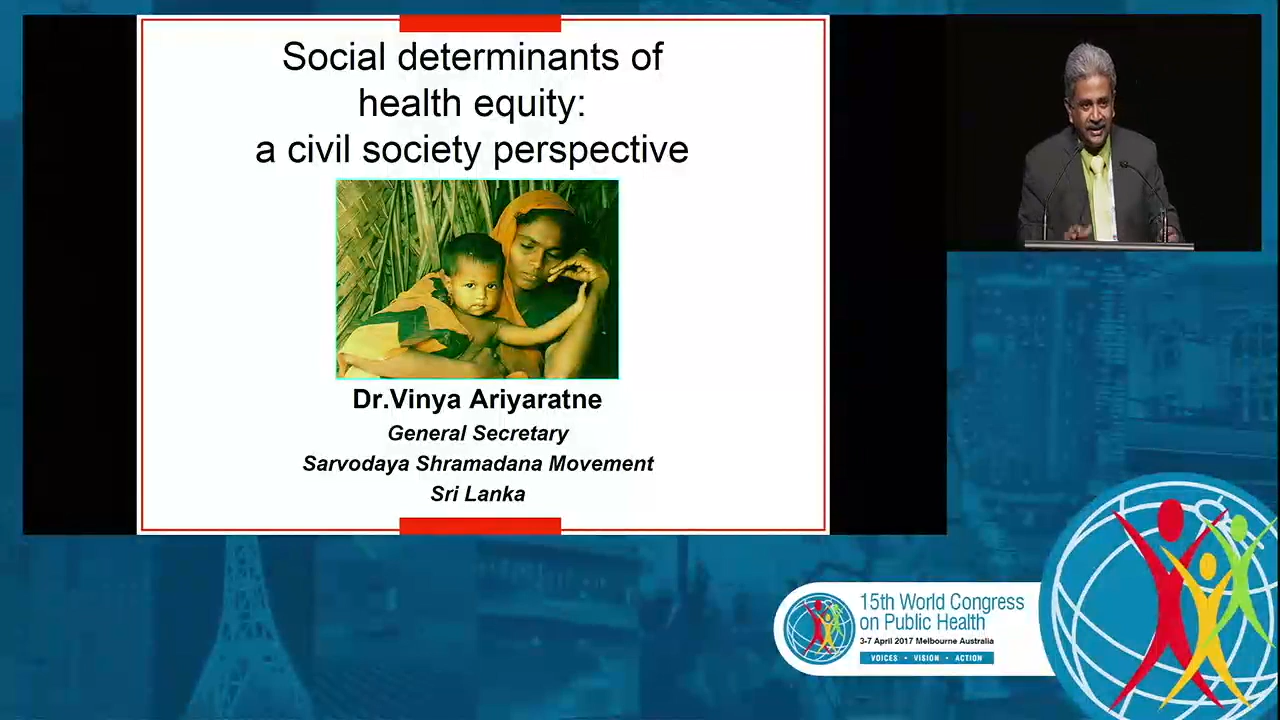 Social determinants of
health equity:
a civil society perspective
Dr.Vinya Ariyaratne
General Secretary
Sarvodaya Shramadana Movement
Sri Lanka
15th World Congress
on Public Health
3-7 April 2017 Melbourne Australia
VOICES • VISION • ACTION